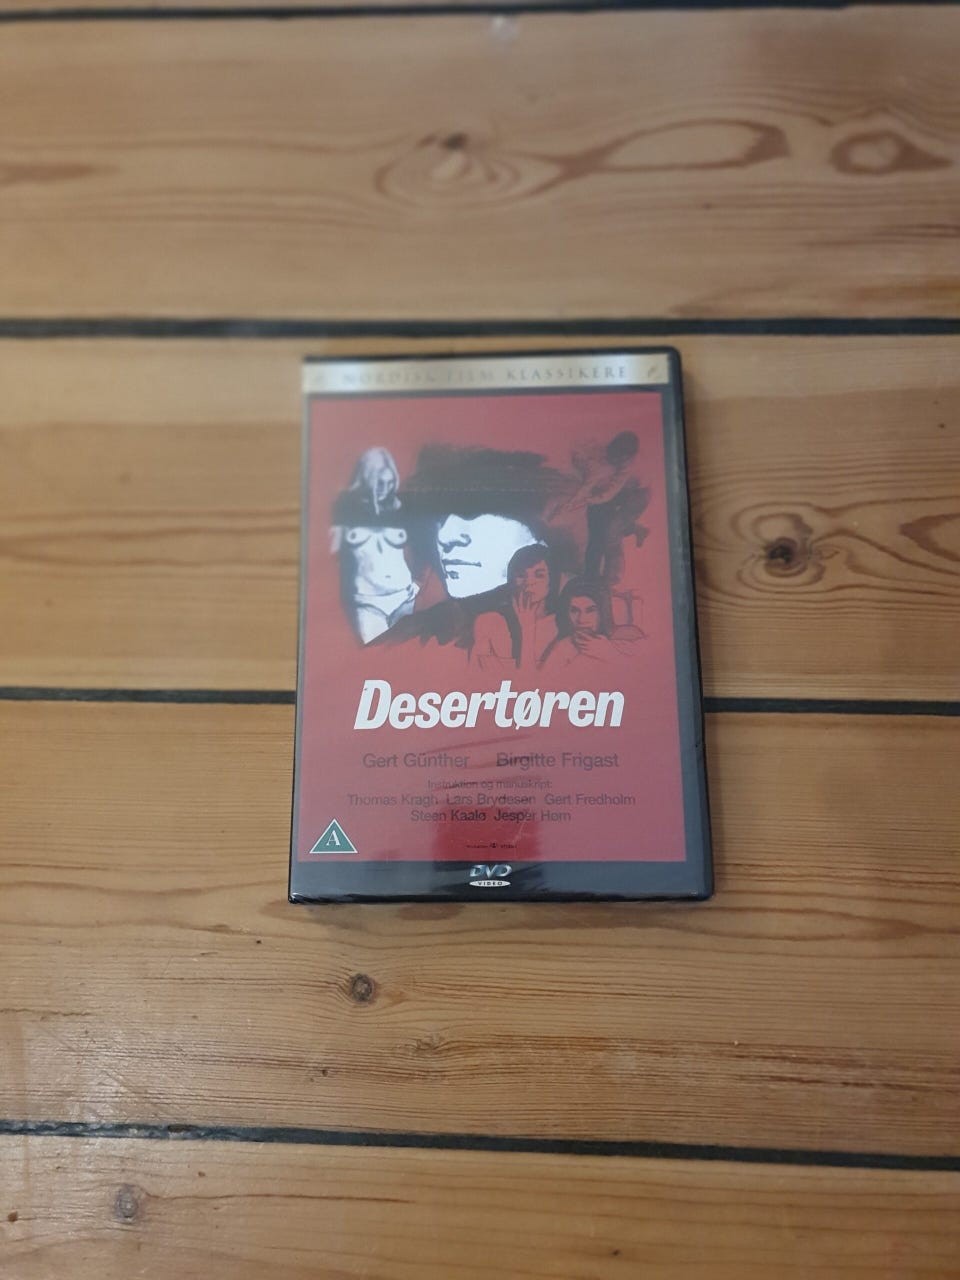 NORDISK FILM KLASSIKERE
Desertøren
Gert Günther Birgitte Frigast
Instruktion og manuskript:
Thomas Kragh Lars Brydesen Gert Fredholm
Steen Kaalø Jesper Høm
A
DVD
VIDEO